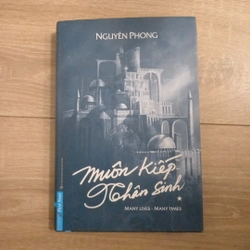 NGUYÊN PHONG
Muôn Kiếp
Nhân Sinh
MANY LIVES - MANY TIMES